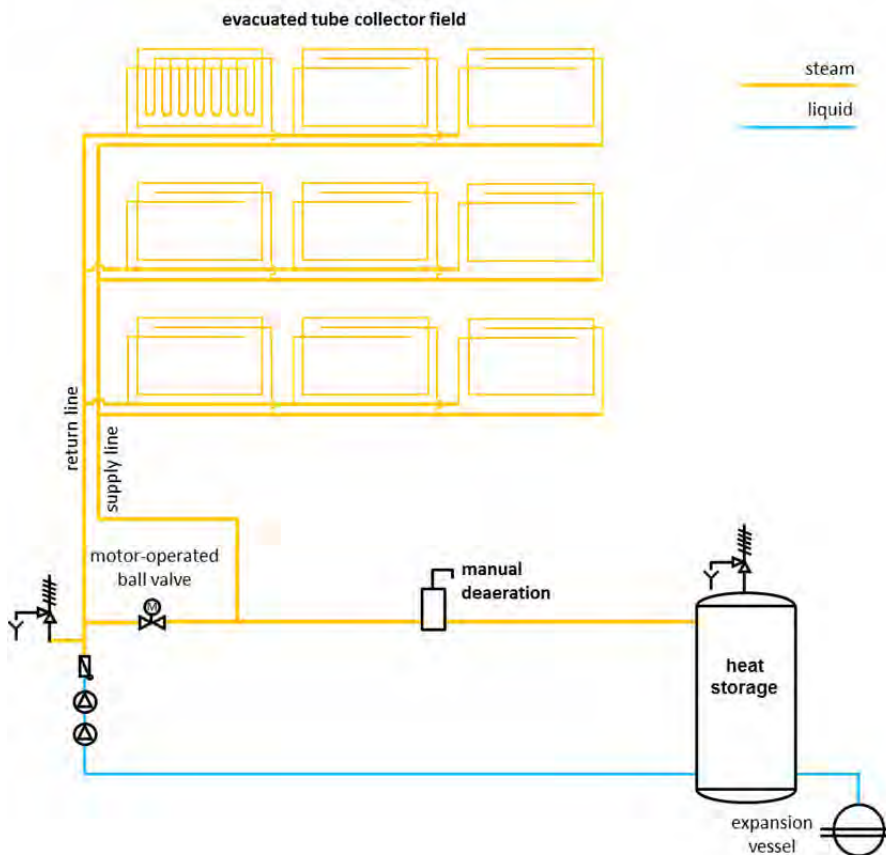 evacuated tube collector field
steam
liquid
return line
supply line
motor-operated
ball valve
M
manual
deaeration
heat
storage
expansion
vessel